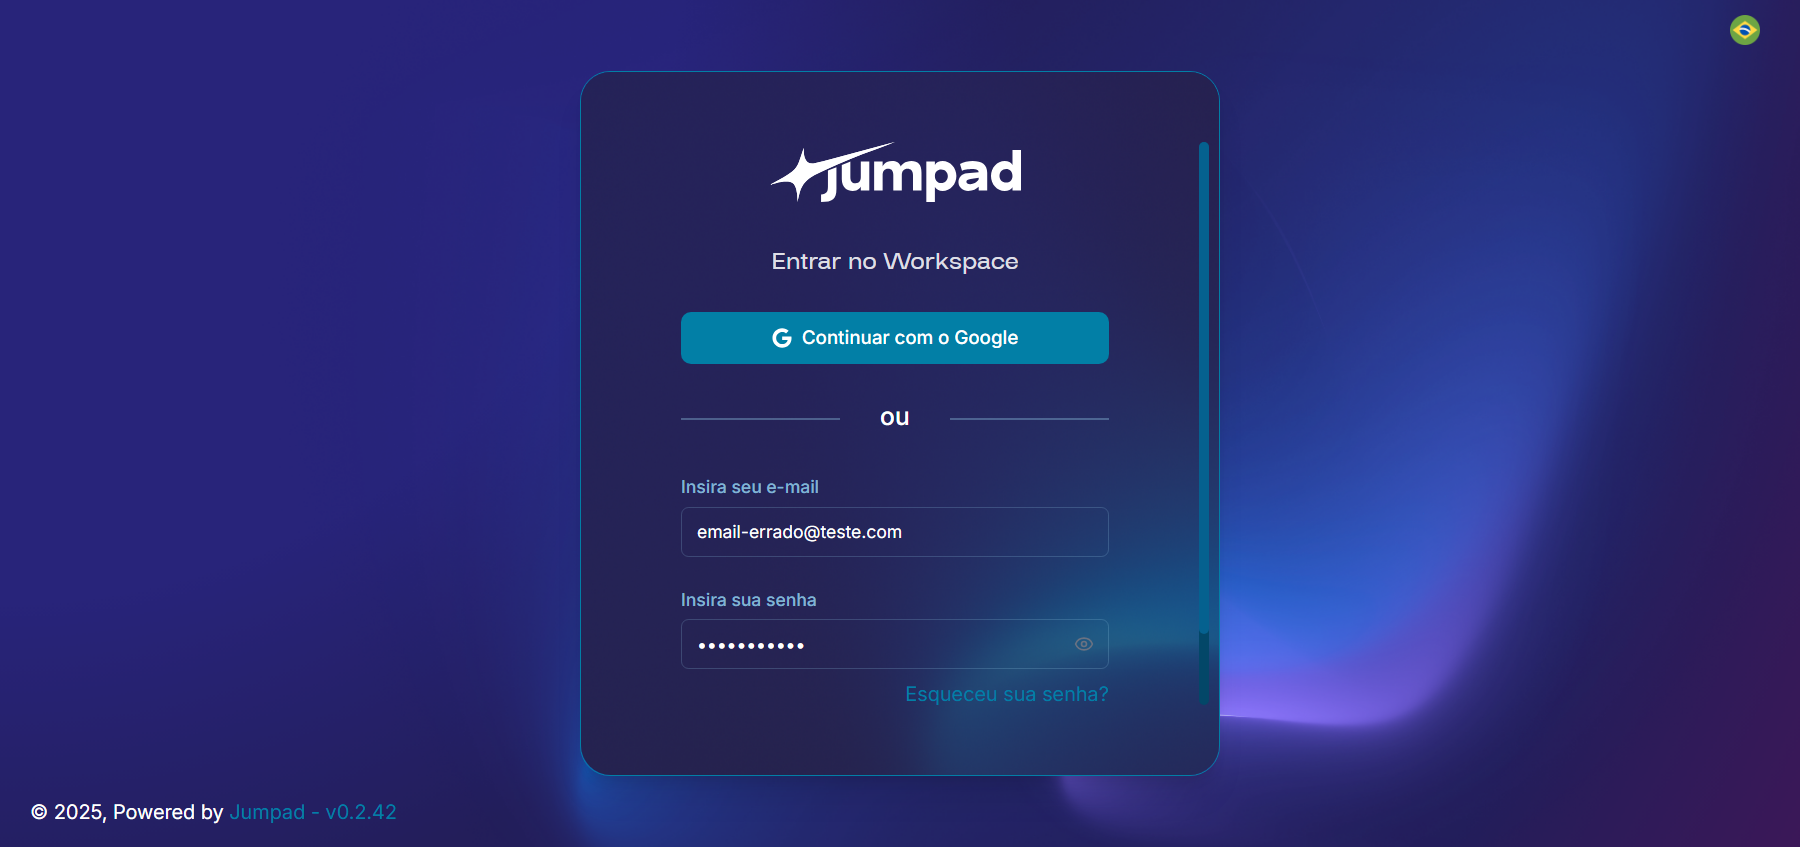 jumpad
Entrar no Workspace
Continuar com o Google
ou
Insira seu e-mail
email-errado@teste.com
Insira sua senha
•••••••••••
Esqueceu sua senha?
© 2025, Powered by Jumpad - v0.2.42